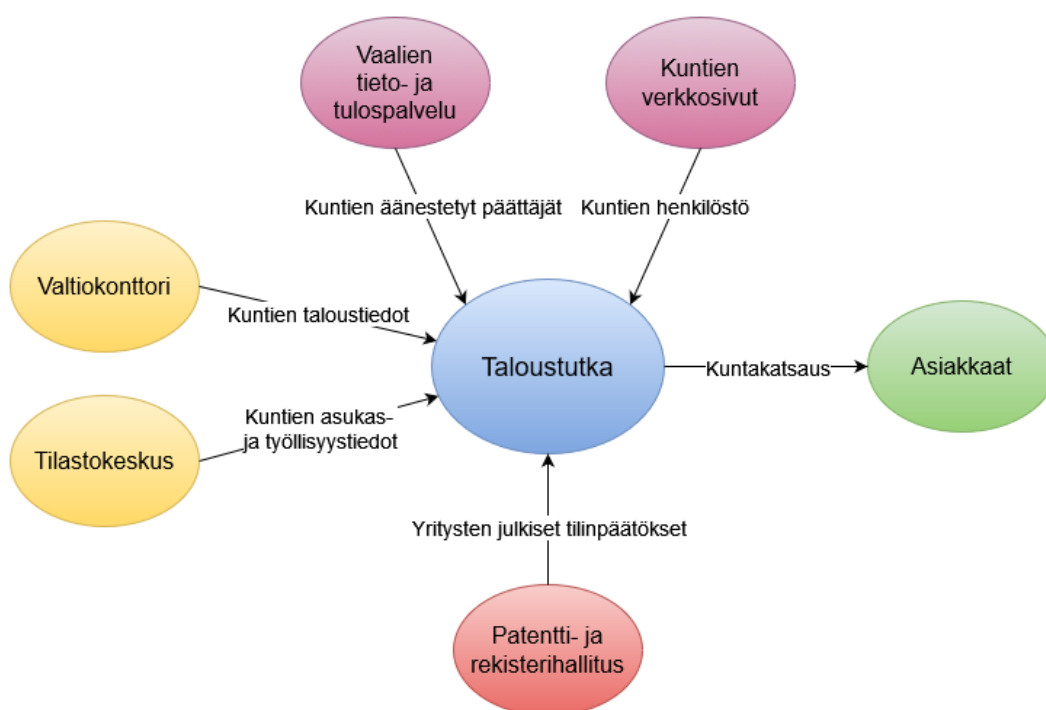 Vaalien
tieto- ja
tulospalvelu
Kuntien
verkkosivut
Kuntien äänestetyt päättäjät
Kuntien henkilöstö
Valtiokonttori
Kuntien taloustiedot
Taloustutka
Kuntakatsaus
Asiakkaat
Kuntien asukas-
ja työllisyystiedot
Tilastokeskus
Yritysten julkiset tilinpäätökset
Patentti- ja
rekisterihallitus